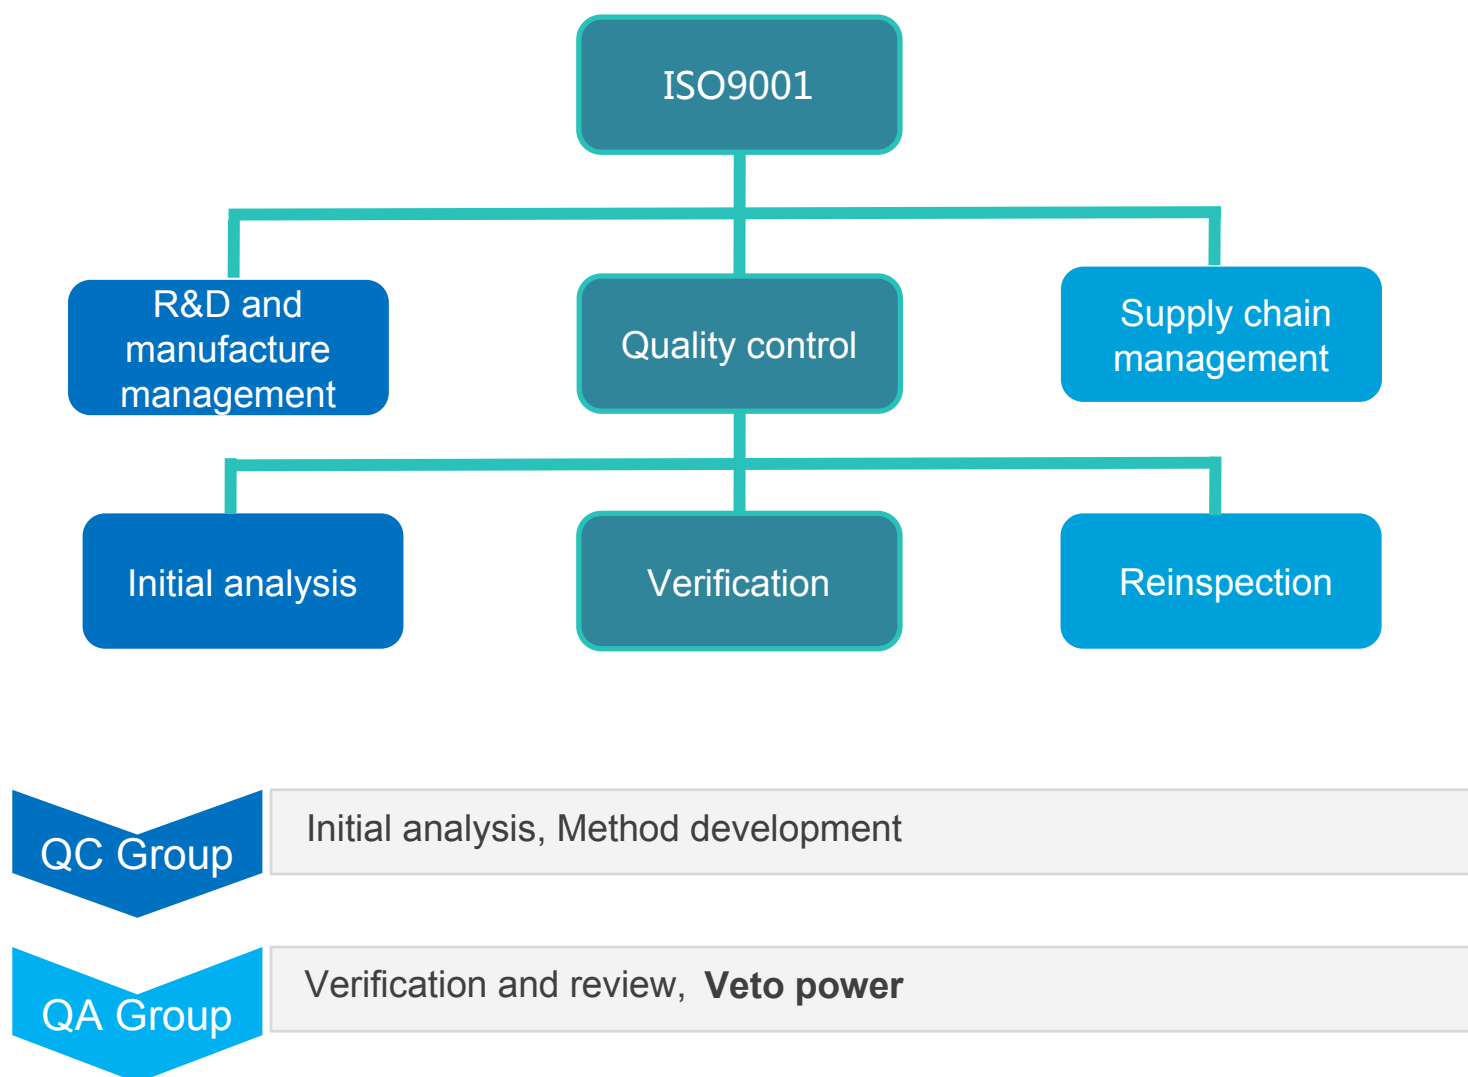 ISO9001
R&D and
manufacture
management
Quality control
Supply chain
management
Initial analysis
Verification
Reinspection
QC Group
Initial analysis, Method development
QA Group
Verification and review, Veto power